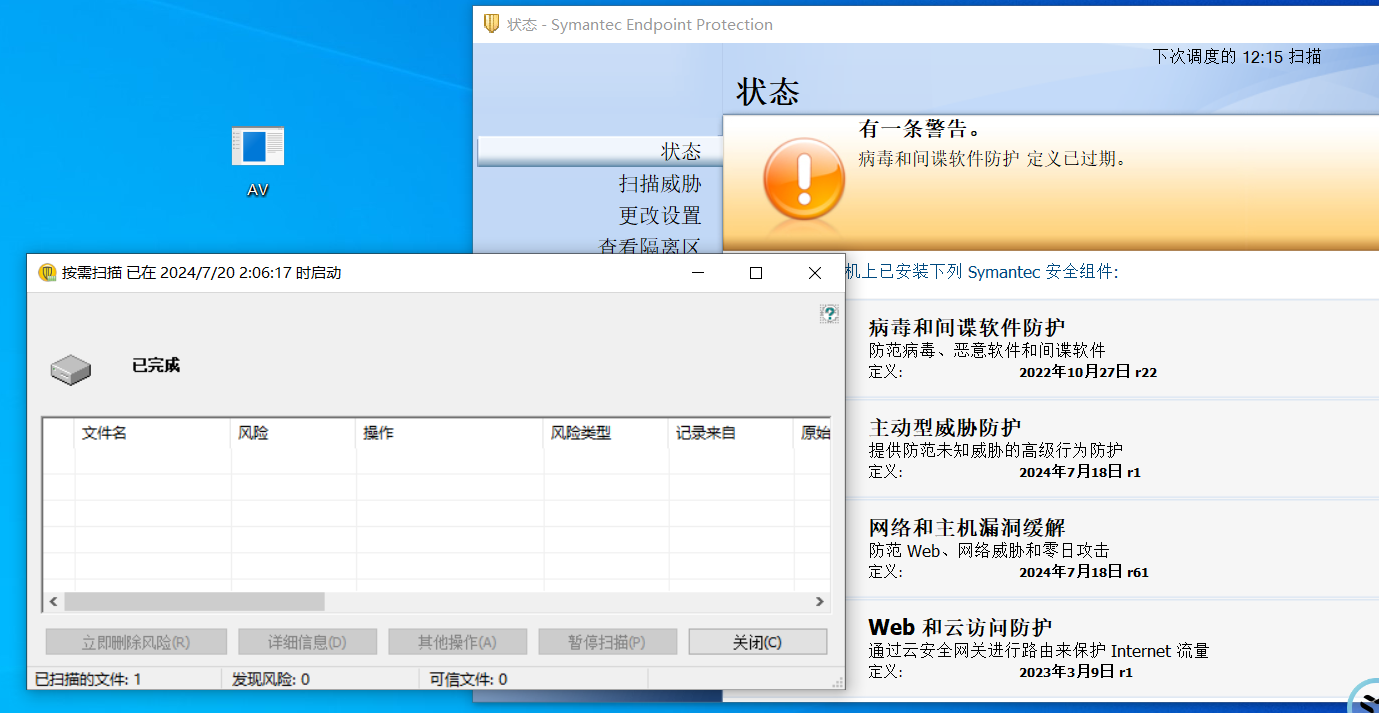 AV
状态 - Symantec Endpoint Protection
下次调度的 12:15 扫描
状态
状态
扫描威胁
更改设置
查看隔离区
有一条警告。
病毒和间谍软件防护 定义已过期。
机上已安装下列 Symantec 安全组件:
病毒和间谍软件防护
防范病毒、恶意软件和间谍软件
定义: 2022年10月27日 r22
主动型威胁防护
提供防范未知威胁的高级行为防护
定义: 2024年7月18日 r1
网络和主机漏洞缓解
防范 Web、网络威胁和零日攻击
定义: 2024年7月18日 r61
Web 和云访问防护
通过云安全网关进行路由来保护 Internet 流量
定义: 2023年3月9日 r1
按需扫描 已在 2024/7/20 2:06:17 时启动
已完成
文件名 风险 操作 风险类型 记录来自 原始
立即删除风险(R) 详细信息(D) 其他操作(A) 暂停扫描(P) 关闭(C)
已扫描的文件: 1 发现风险: 0 可信文件: 0